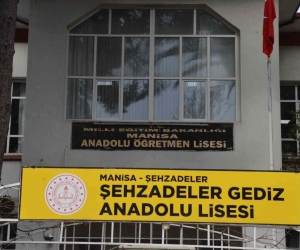 MİLLİ EĞİTİM BAKANLIĞI
MANİSA
ANADOLU ÖĞRETMEN LİSESİ
MANİSA - ŞEHZADELER
ŞEHZADELER GEDİZ
ANADOLU LİSESİ